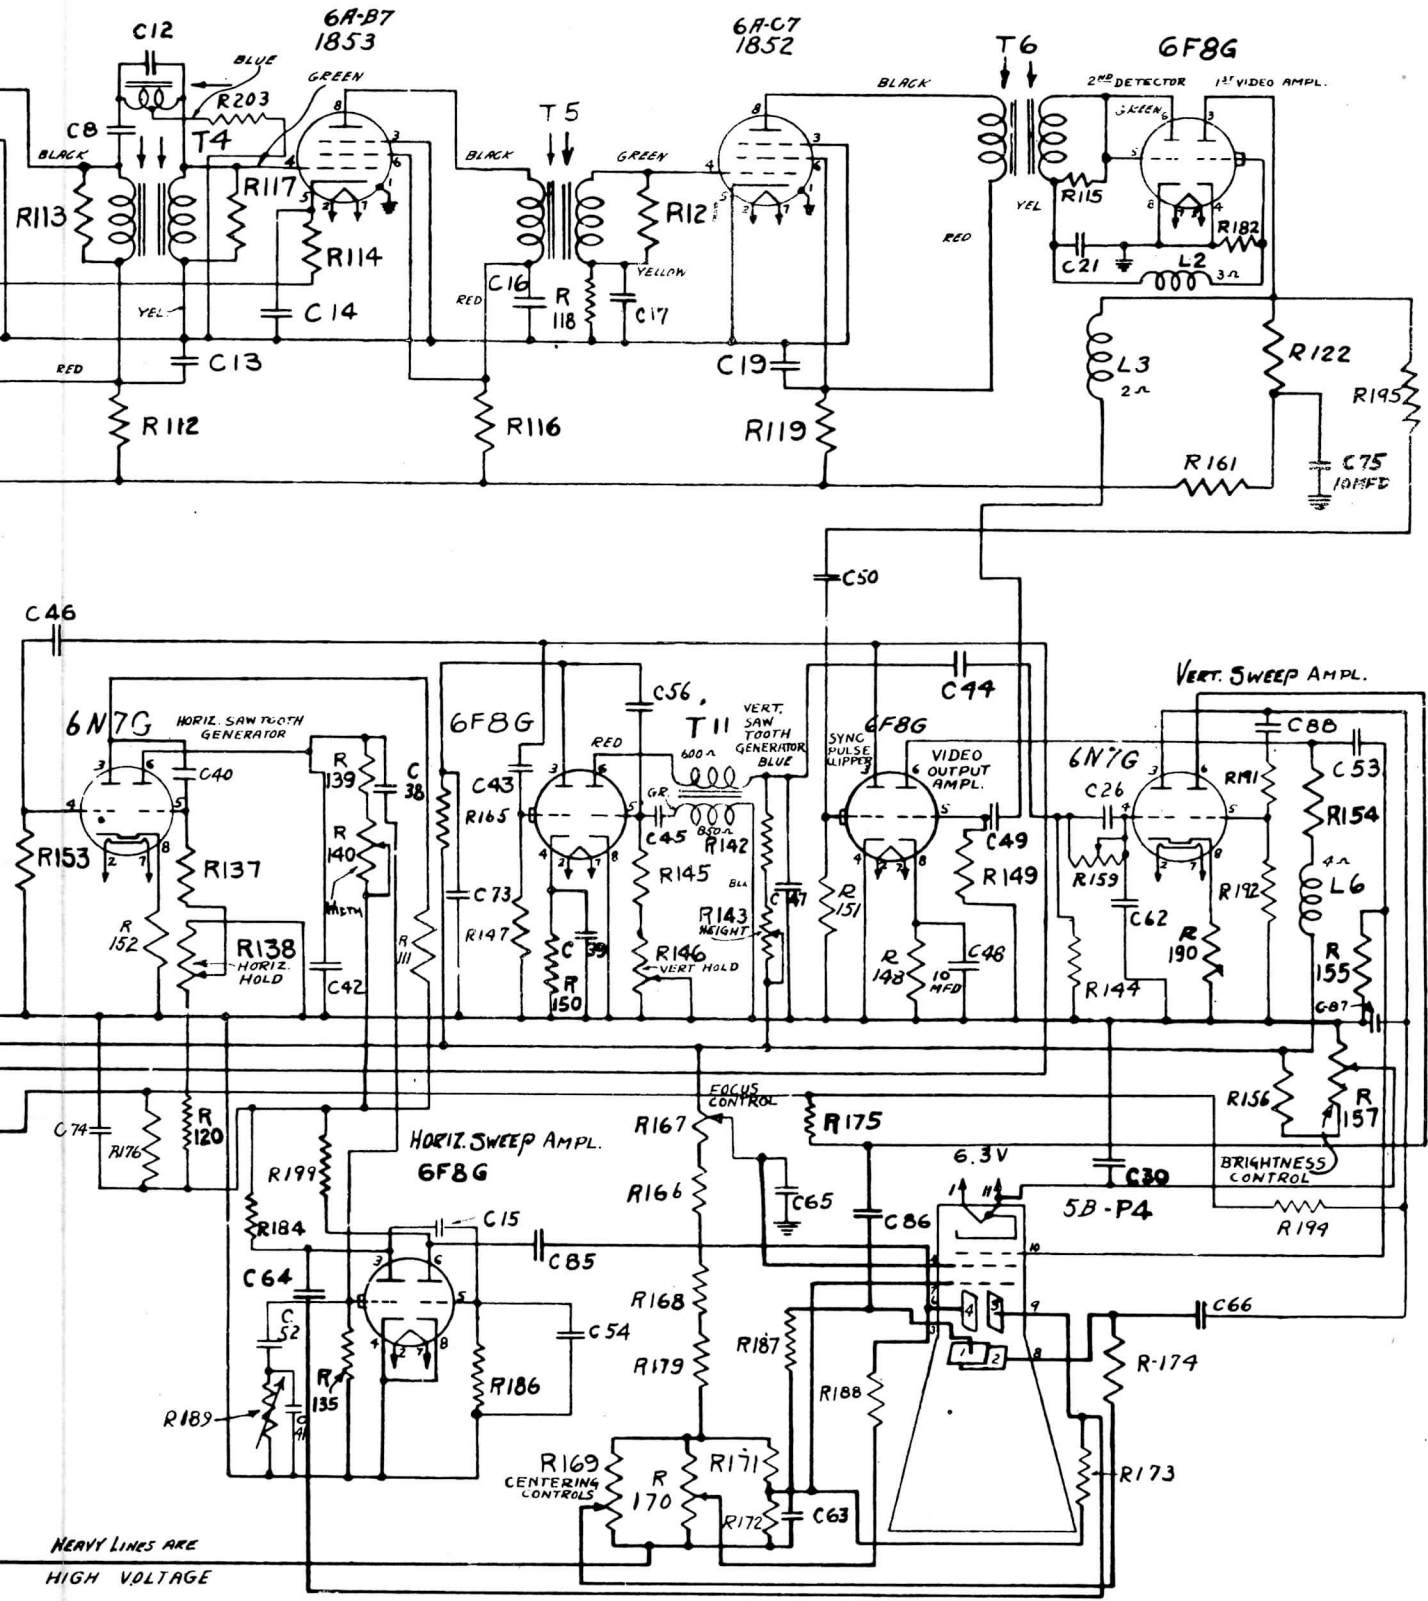 C12
6A-B7
1853
6A-C7
1852
T6
6F8G
BLUE
GREEN
BLACK
2ND DETECTOR
1ST VIDEO AMPL.
GREEN
R203
C8
T4
T5
BLACK
BLACK
GREEN
R117
R113
R12
R115
YEL
R182
R114
RED
C21
L2
3Ω
C16
YELLOW
RED
R
118
C17
YEL
C14
C13
RED
C19
L3
2Ω
R122
R195
R112
R116
R119
R161
C75
10MFD
C50
C46
C44
VERT. SWEEP AMPL.
6N7G
HORIZ. SAW TOOTH
GENERATOR
6F8G
C56
T11
VERT.
SAW
TOOTH
GENERATOR
BLUE
RED
600Ω
SYNC
PULSE
CLIPPER
6F8G
VIDEO
OUTPUT
AMPL.
6N7G
C88
C53
C40
R
139
C
38
C43
R165
GR.
C45
850Ω
R142
C49
C26
R191
R154
R153
R137
R
140
WIDTH
R145
BLU
C47
R
151
R149
R159
4Ω
L6
R
152
R138
HORIZ.
HOLD
R
111
C73
R147
C
39
R143
HEIGHT
R146
VERT HOLD
R
148
C48
10
MFD
C62
R192
R
190
R
155
C42
R
150
R144
C87
FOCUS
CONTROL
R156
R
157
C74
R176
R
120
HORIZ. SWEEP AMPL.
6F8G
R199
R167
R175
6.3V
C30
BRIGHTNESS
CONTROL
R166
C65
C86
5B-P4
R194
R184
C15
C85
C64
R168
C66
C
52
C54
R179
R187
R-174
R
135
R186
R188
R189
C
41
R169
CENTERING
CONTROLS
R
170
R171
R173
R172
C63
HEAVY LINES ARE
HIGH VOLTAGE